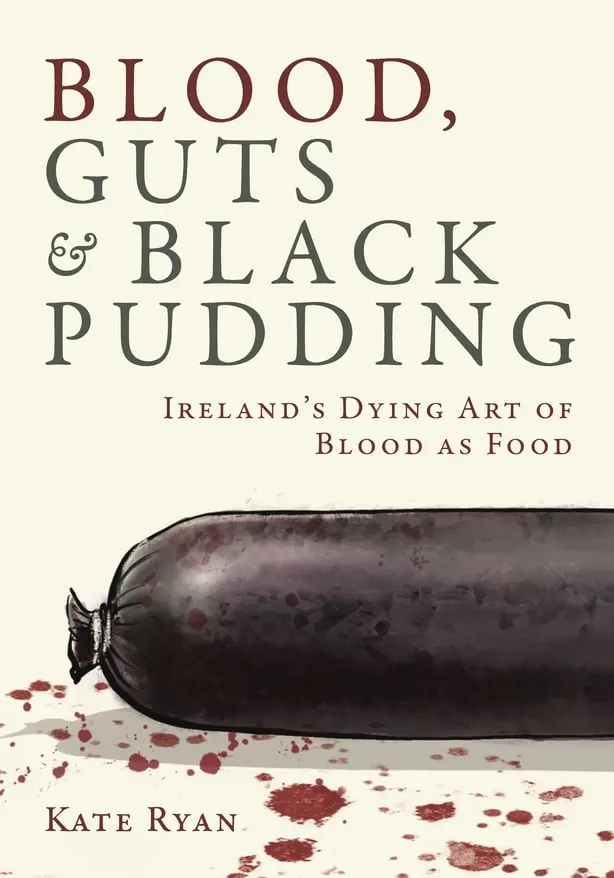 BLOOD,
GUTS
& BLACK
PUDDING
IRELAND'S DYING ART OF
BLOOD AS FOOD
KATE RYAN